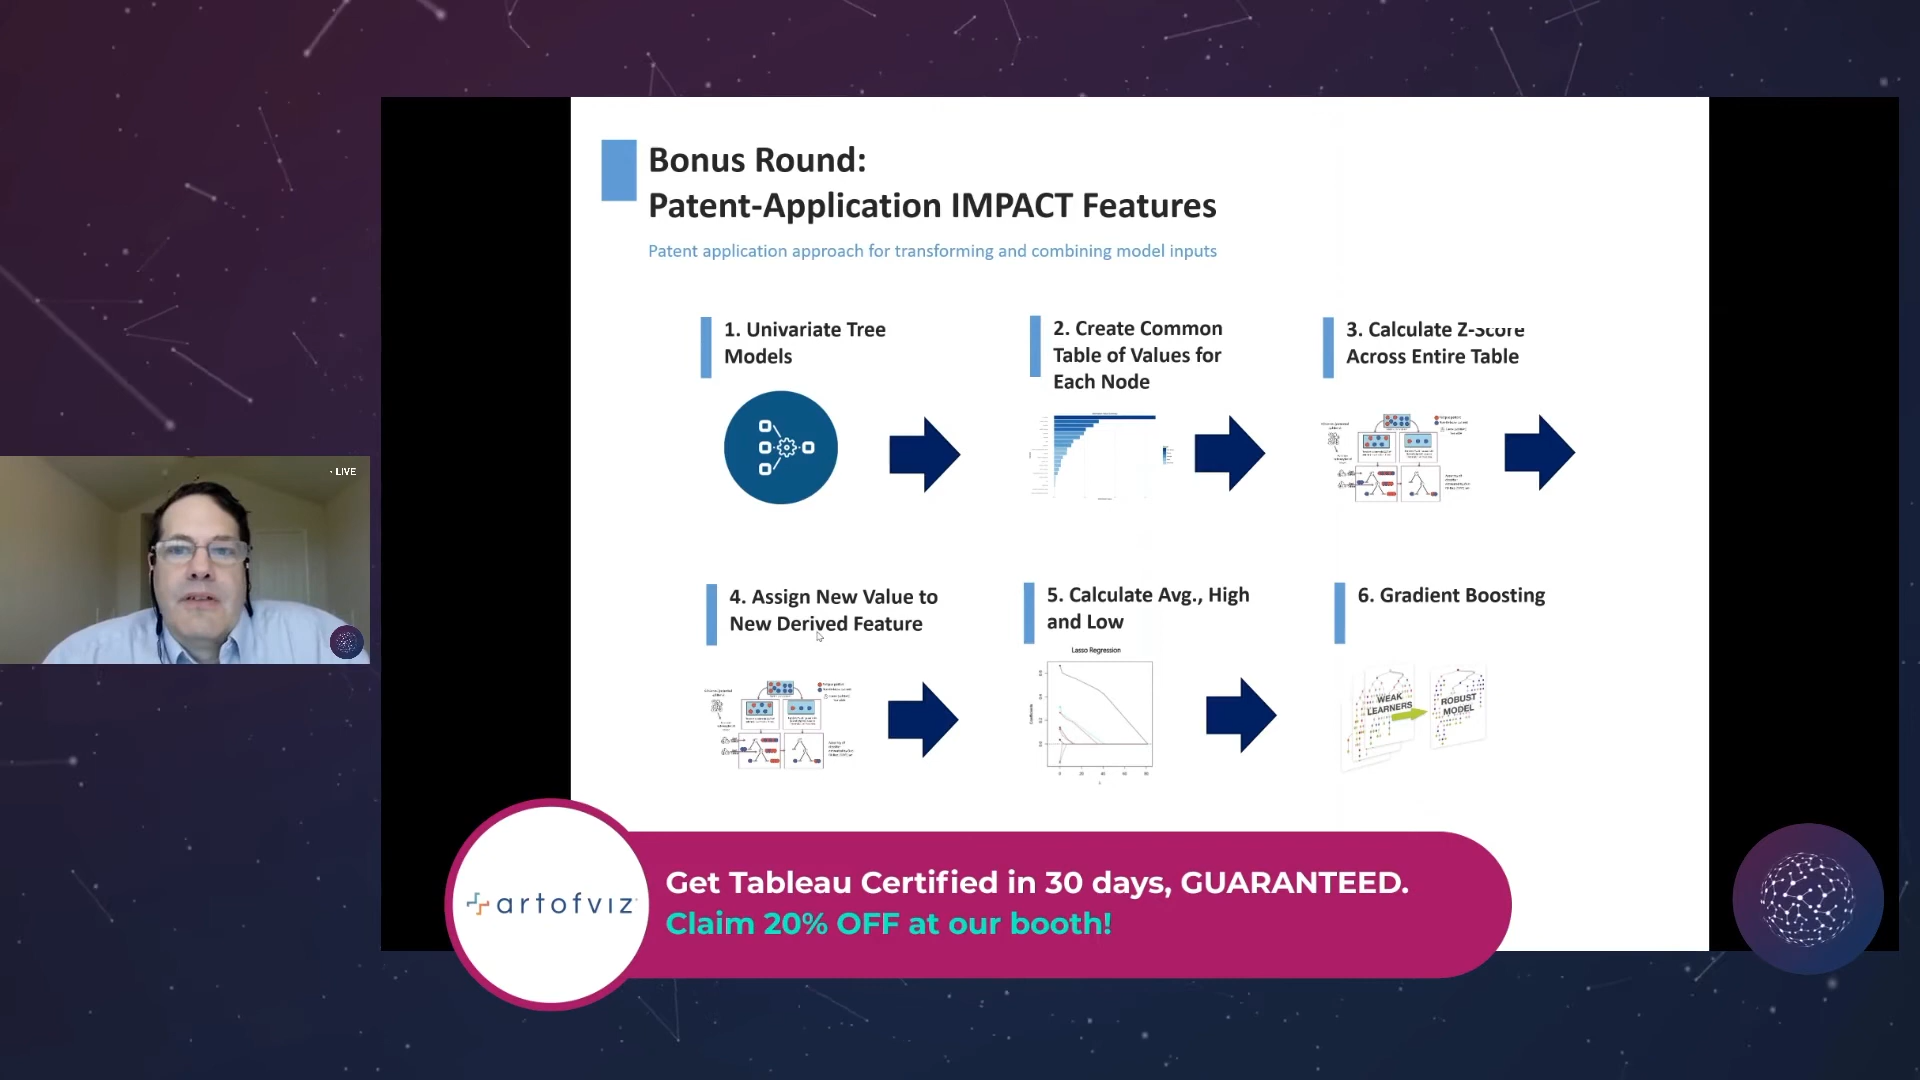 Bonus Round:
Patent-Application IMPACT Features
Patent application approach for transforming and combining model inputs
1. Univariate Tree
Models
2. Create Common
Table of Values for
Each Node
3. Calculate Z-Score
Across Entire Table
4. Assign New Value to
New Derived Feature
5. Calculate Avg., High
and Low
Lasso Regression
6. Gradient Boosting
WEAK
LEARNERS
ROBUST
MODEL
LIVE
artofviz
Get Tableau Certified in 30 days, GUARANTEED.
Claim 20% OFF at our booth!